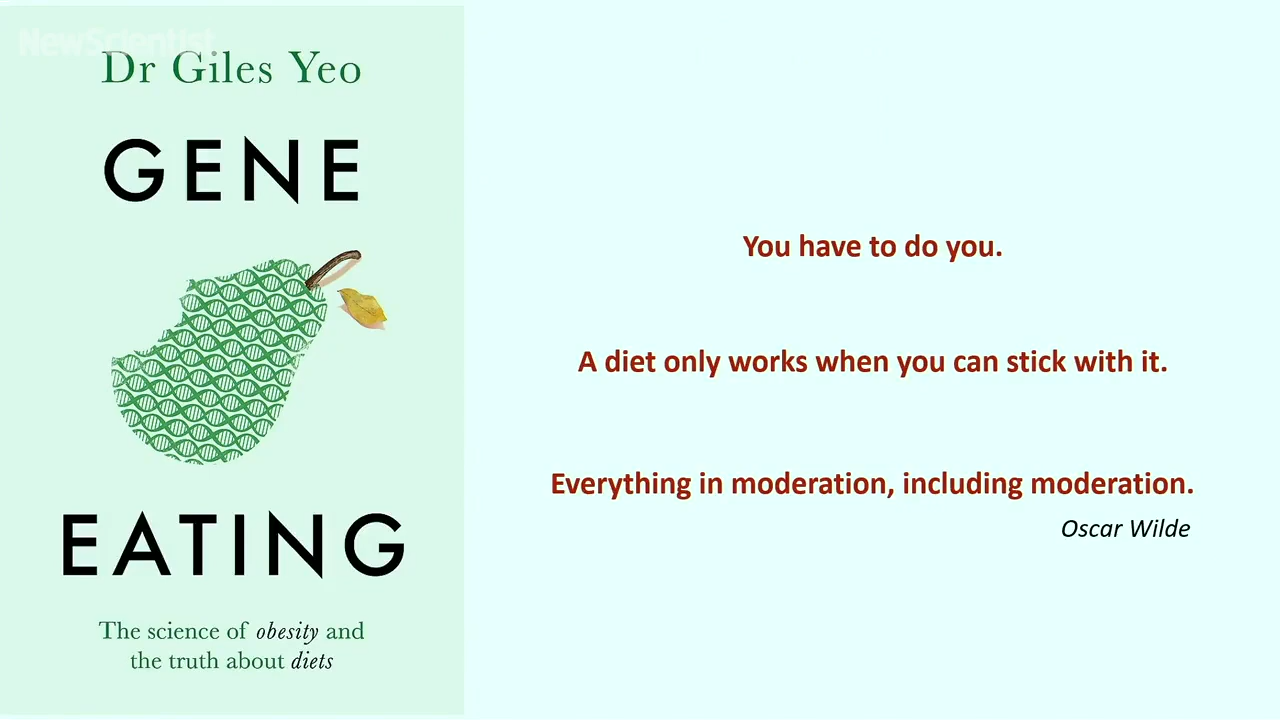 NewScientist
Dr Giles Yeo
GENE
EATING
The science of obesity and
the truth about diets
You have to do you.
A diet only works when you can stick with it.
Everything in moderation, including moderation.
Oscar Wilde